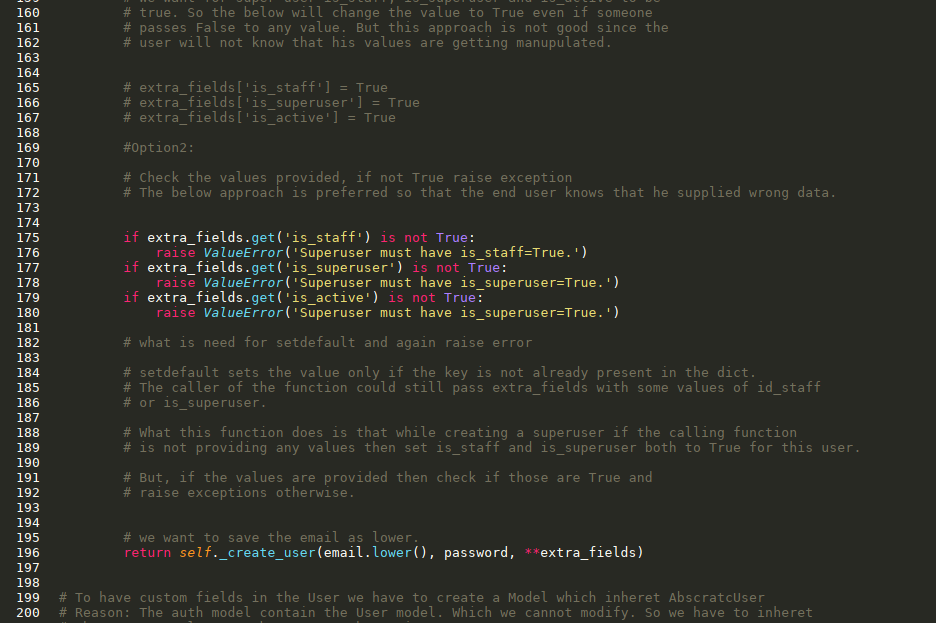 160 # true. So the below will change the value to True even if someone
161 # passes False to any value. But this approach is not good since the
162 # user will not know that his values are getting manupulated.
163
164
165 # extra_fields['is_staff'] = True
166 # extra_fields['is_superuser'] = True
167 # extra_fields['is_active'] = True
168
169 #Option2:
170
171 # Check the values provided, if not True raise exception
172 # The below approach is preferred so that the end user knows that he supplied wrong data.
173
174
175 if extra_fields.get('is_staff') is not True:
176 raise ValueError('Superuser must have is_staff=True.')
177 if extra_fields.get('is_superuser') is not True:
178 raise ValueError('Superuser must have is_superuser=True.')
179 if extra_fields.get('is_active') is not True:
180 raise ValueError('Superuser must have is_superuser=True.')
181
182 # what is need for setdefault and again raise error
183
184 # setdefault sets the value only if the key is not already present in the dict.
185 # The caller of the function could still pass extra_fields with some values of id_staff
186 # or is_superuser.
187
188 # What this function does is that while creating a superuser if the calling function
189 # is not providing any values then set is_staff and is_superuser both to True for this user.
190
191 # But, if the values are provided then check if those are True and
192 # raise exceptions otherwise.
193
194
195 # we want to save the email as lower.
196 return self._create_user(email.lower(), password, **extra_fields)
197
198
199 # To have custom fields in the User we have to create a Model which inheret AbscratcUser
200 # Reason: The auth model contain the User model. Which we cannot modify. So we have to inheret